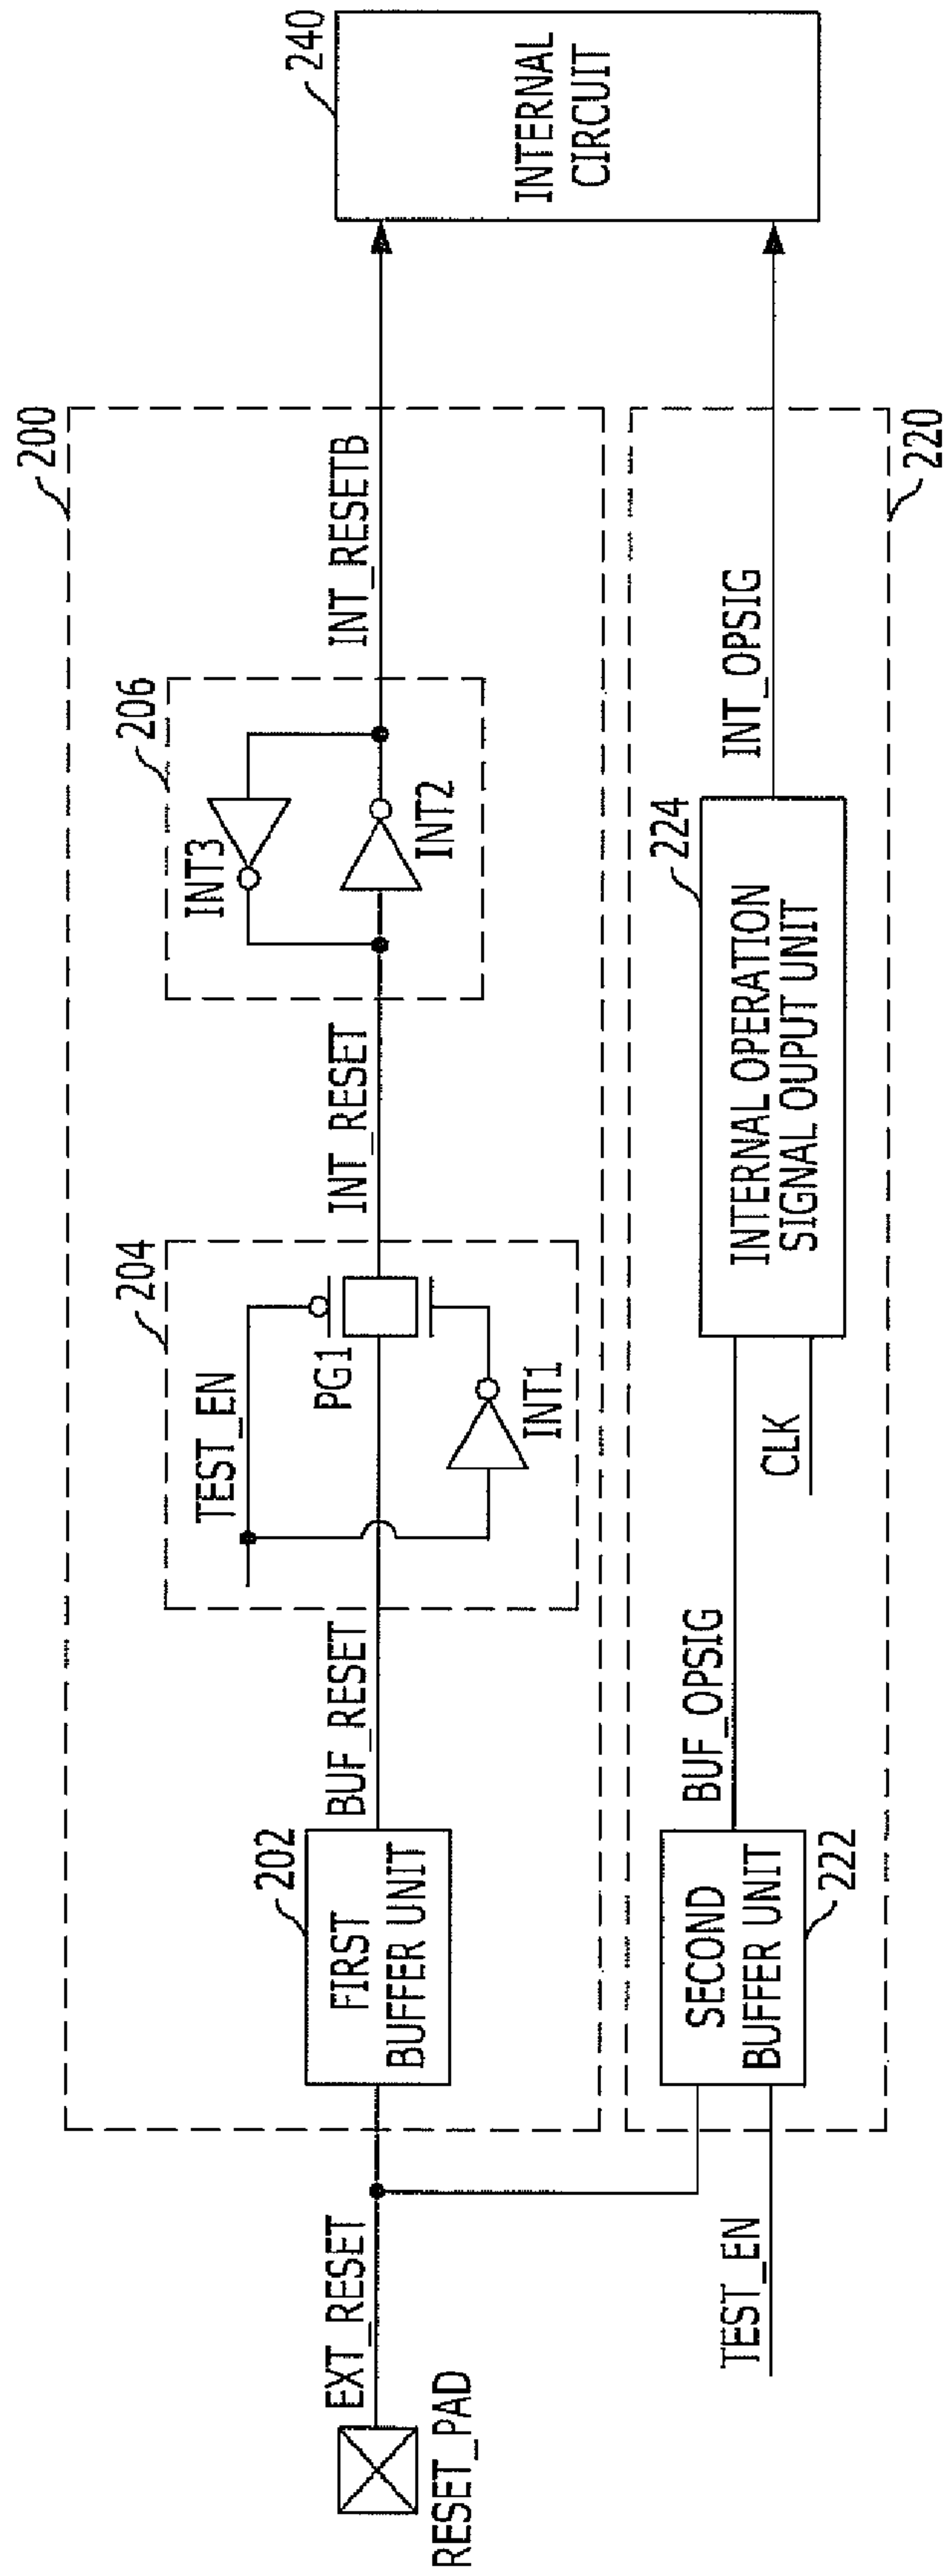 200
206
204
INT3
TEST_EN
PG1
INT2
INT1
202
FIRST
BUFFER UNIT
RESET_PAD
EXT_RESET
BUF_RESET
INT_RESET
INT_RESETB
240
INTERNAL
CIRCUIT
TEST_EN
SECOND
BUFFER UNIT
222
BUF_OPSIG
CLK
224
INTERNAL OPERATION
SIGNAL OUPUT UNIT
INT_OPSIG
220